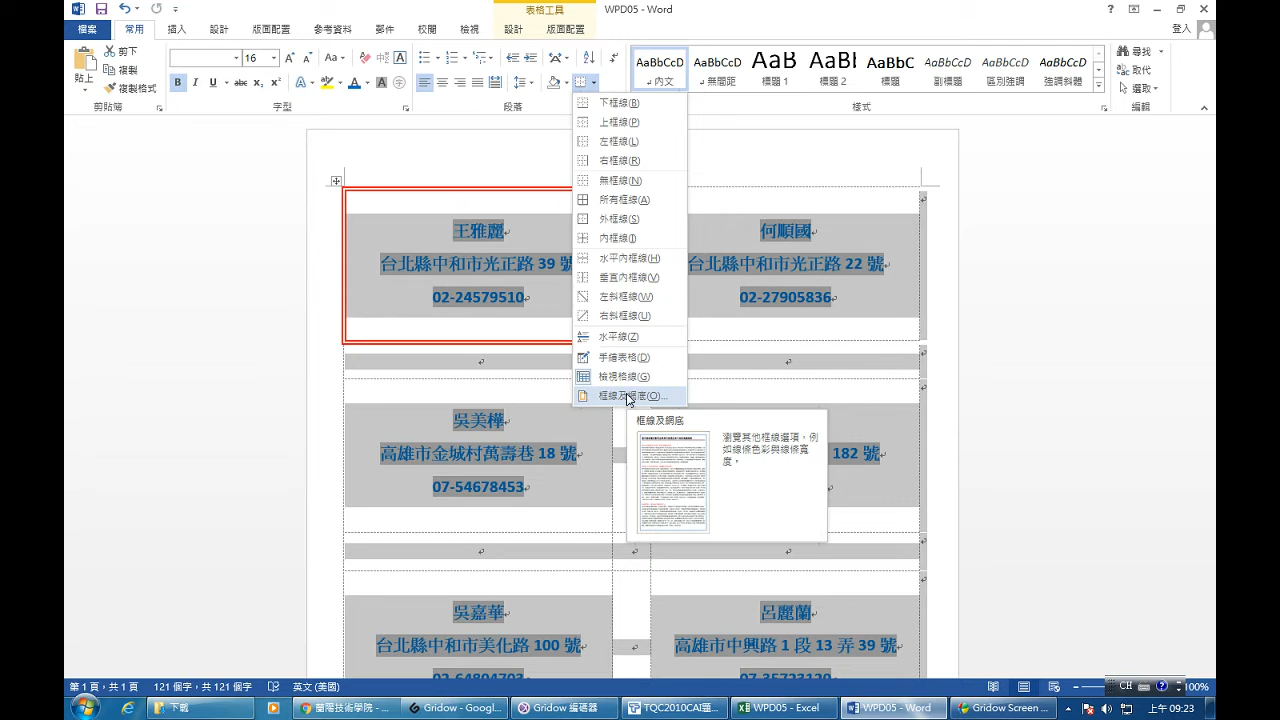 表格工具
WPD05 - Word
檔案 常用 插入 設計 版面配置 參考資料 郵件 校閱 檢視 設計 版面配置 登入
貼上 剪下 複製 複製格式
16 Aa
B I U abc
剪貼簿 字型 段落 樣式 編輯
AaBbCcD AaBbCcD AaB AaBl AaBbC AaBbCcD AaBbCcD AaBbCcD
內文 無間距 標題 1 標題 2 標題 副標題 區別強調 強調斜體
尋找
取代
選取
下框線(B)
上框線(P)
左框線(L)
右框線(R)
無框線(N)
所有框線(A)
外框線(S)
內框線(I)
水平內框線(H)
垂直內框線(V)
左斜框線(W)
右斜框線(U)
水平線(Z)
手繪表格(D)
檢視格線(G)
框線及網底(O)...
框線及網底
瀏覽其他框線選項，例
如線條色彩與線條寬
度。
王雅麗
台北縣中和市光正路 39 號
02-24579510
何順國
台北縣中和市光正路 22 號
02-27905836
吳美樺
高雄市金城村萬壽巷 18 號
07-54678453
182 號
吳嘉華
台北縣中和市美化路 100 號
呂麗蘭
高雄市中興路 1 段 13 弄 39 號
第 1 頁，共 1 頁 121 個字，共 121 個字 英文 (美國)
CH 100%
下載
蘭陽技術學院 - ...
Gridow - Googl...
Gridow 編碼器
TQC2010CAI題...
WPD05 - Excel
WPD05 - Word
Gridow Screen ...
上午 09:23